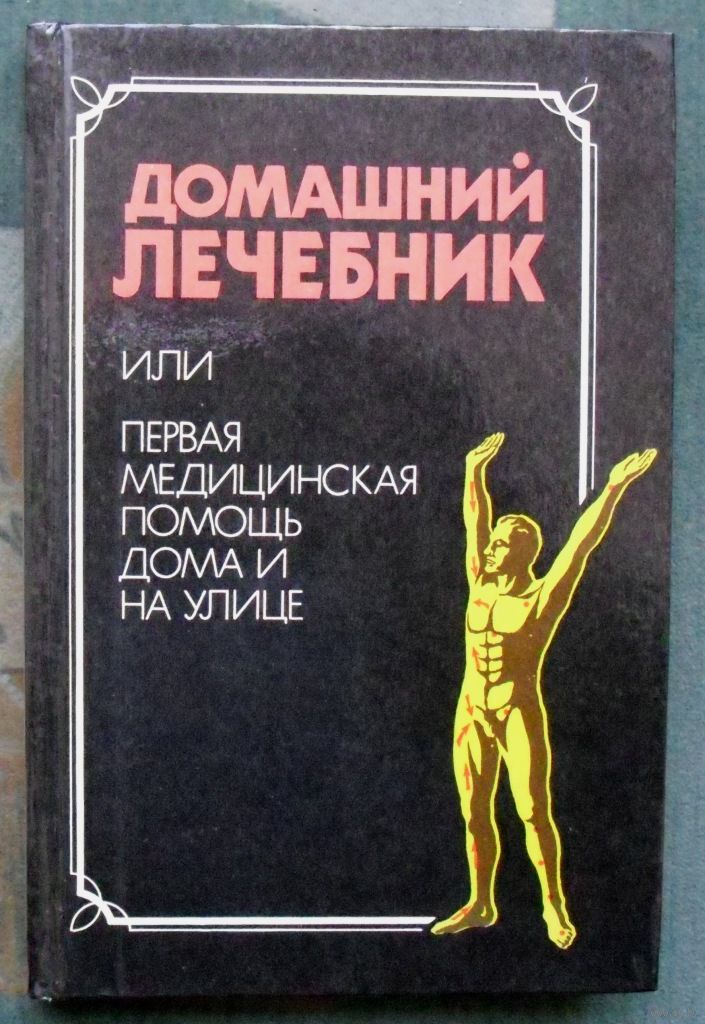 ДОМАШНИЙ
ЛЕЧЕБНИК
ИЛИ
ПЕРВАЯ
МЕДИЦИНСКАЯ
ПОМОЩЬ
ДОМА И
НА УЛИЦЕ